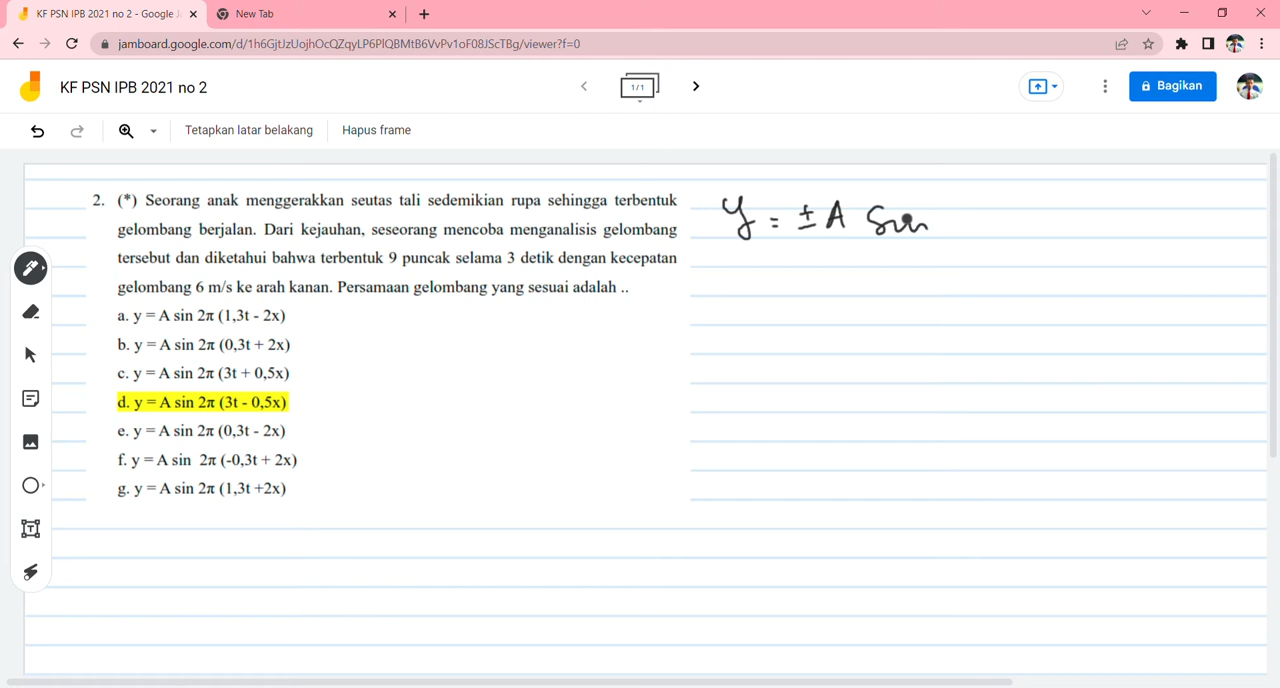 KF PSN IPB 2021 no 2 - Google J
New Tab
jamboard.google.com/d/1h6GjtJzUojhOcQZqyLP6PlQBMtB6VvPv1oF08JScTBg/viewer?f=0
KF PSN IPB 2021 no 2
1/1
Bagikan
Tetapkan latar belakang
Hapus frame
2. (*) Seorang anak menggerakkan seutas tali sedemikian rupa sehingga terbentuk
gelombang berjalan. Dari kejauhan, seseorang mencoba menganalisis gelombang
tersebut dan diketahui bahwa terbentuk 9 puncak selama 3 detik dengan kecepatan
gelombang 6 m/s ke arah kanan. Persamaan gelombang yang sesuai adalah ..
a. y = A sin 2π (1,3t - 2x)
b. y = A sin 2π (0,3t + 2x)
c. y = A sin 2π (3t + 0,5x)
d. y = A sin 2π (3t - 0,5x)
e. y = A sin 2π (0,3t - 2x)
f. y = A sin 2π (-0,3t + 2x)
g. y = A sin 2π (1,3t +2x)
y = ± A sin